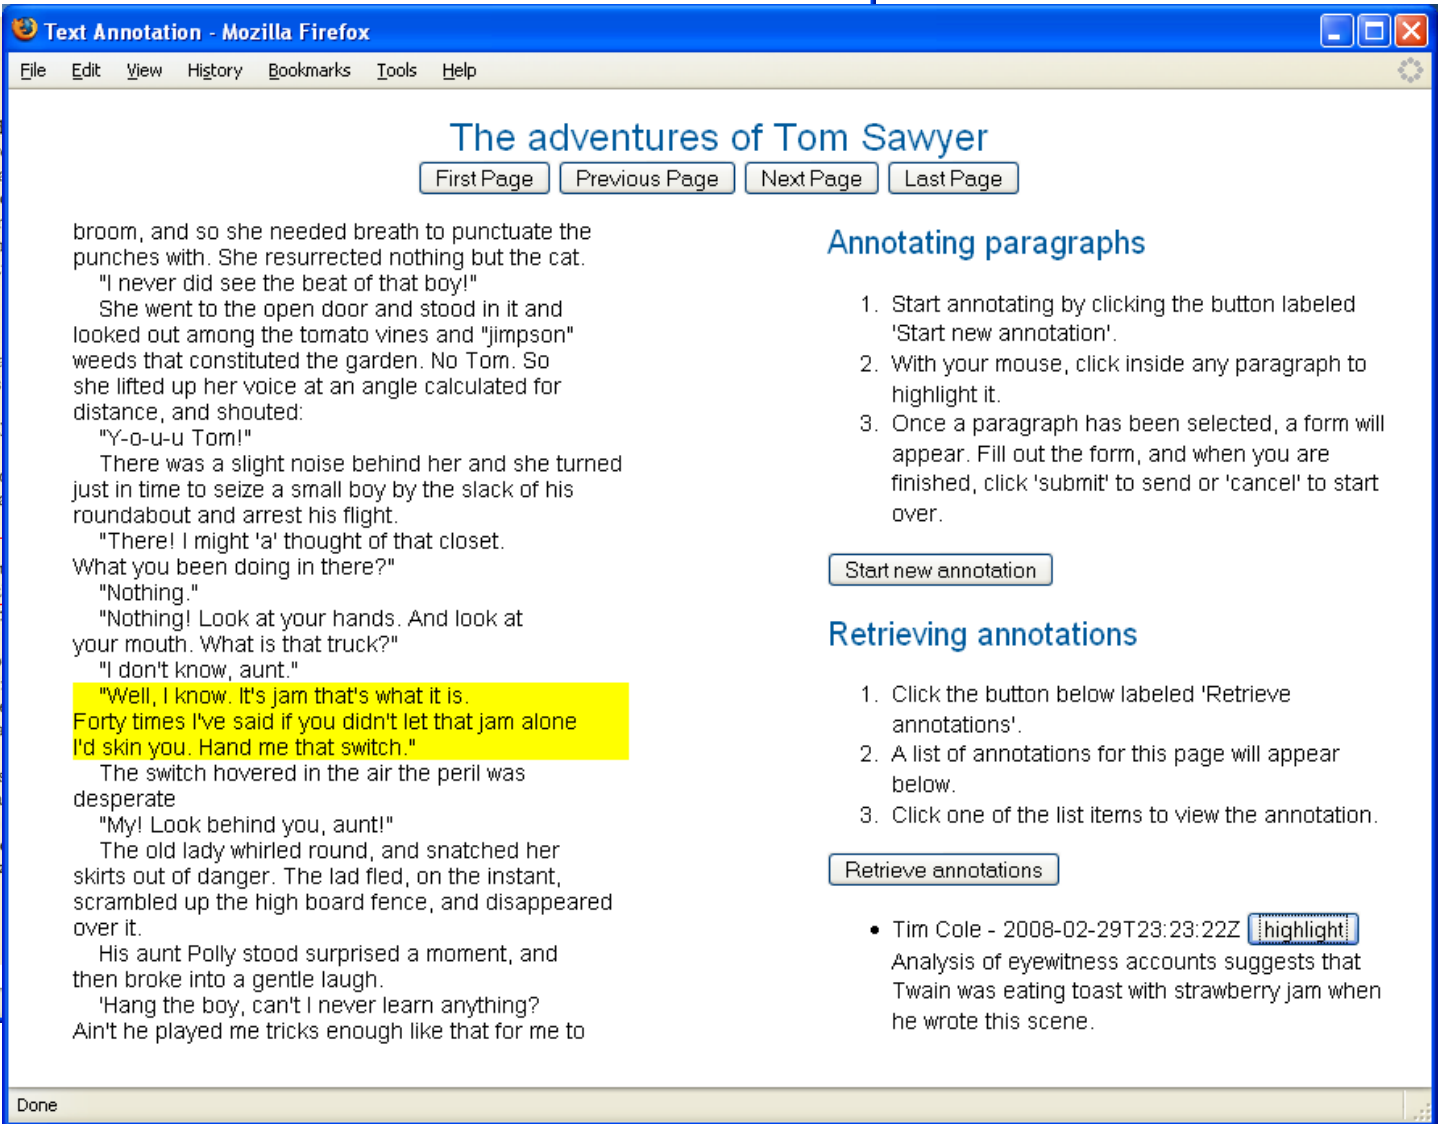 Text Annotation - Mozilla Firefox
File Edit View History Bookmarks Tools Help
The adventures of Tom Sawyer
First Page Previous Page Next Page Last Page
broom, and so she needed breath to punctuate the
punches with. She resurrected nothing but the cat.
"I never did see the beat of that boy!"
She went to the open door and stood in it and
looked out among the tomato vines and "jimpson"
weeds that constituted the garden. No Tom. So
she lifted up her voice at an angle calculated for
distance, and shouted:
"Y-o-u-u Tom!"
There was a slight noise behind her and she turned
just in time to seize a small boy by the slack of his
roundabout and arrest his flight.
"There! I might 'a' thought of that closet.
What you been doing in there?"
"Nothing."
"Nothing! Look at your hands. And look at
your mouth. What is that truck?"
"I don't know, aunt."
"Well, I know. It's jam that's what it is.
Forty times I've said if you didn't let that jam alone
I'd skin you. Hand me that switch."
The switch hovered in the air the peril was
desperate
"My! Look behind you, aunt!"
The old lady whirled round, and snatched her
skirts out of danger. The lad fled, on the instant,
scrambled up the high board fence, and disappeared
over it.
His aunt Polly stood surprised a moment, and
then broke into a gentle laugh.
'Hang the boy, can't I never learn anything?
Ain't he played me tricks enough like that for me to
Annotating paragraphs
1. Start annotating by clicking the button labeled
'Start new annotation'.
2. With your mouse, click inside any paragraph to
highlight it.
3. Once a paragraph has been selected, a form will
appear. Fill out the form, and when you are
finished, click 'submit' to send or 'cancel' to start
over.
Start new annotation
Retrieving annotations
1. Click the button below labeled 'Retrieve
annotations'.
2. A list of annotations for this page will appear
below.
3. Click one of the list items to view the annotation.
Retrieve annotations
• Tim Cole - 2008-02-29T23:23:22Z highlight
Analysis of eyewitness accounts suggests that
Twain was eating toast with strawberry jam when
he wrote this scene.
Done